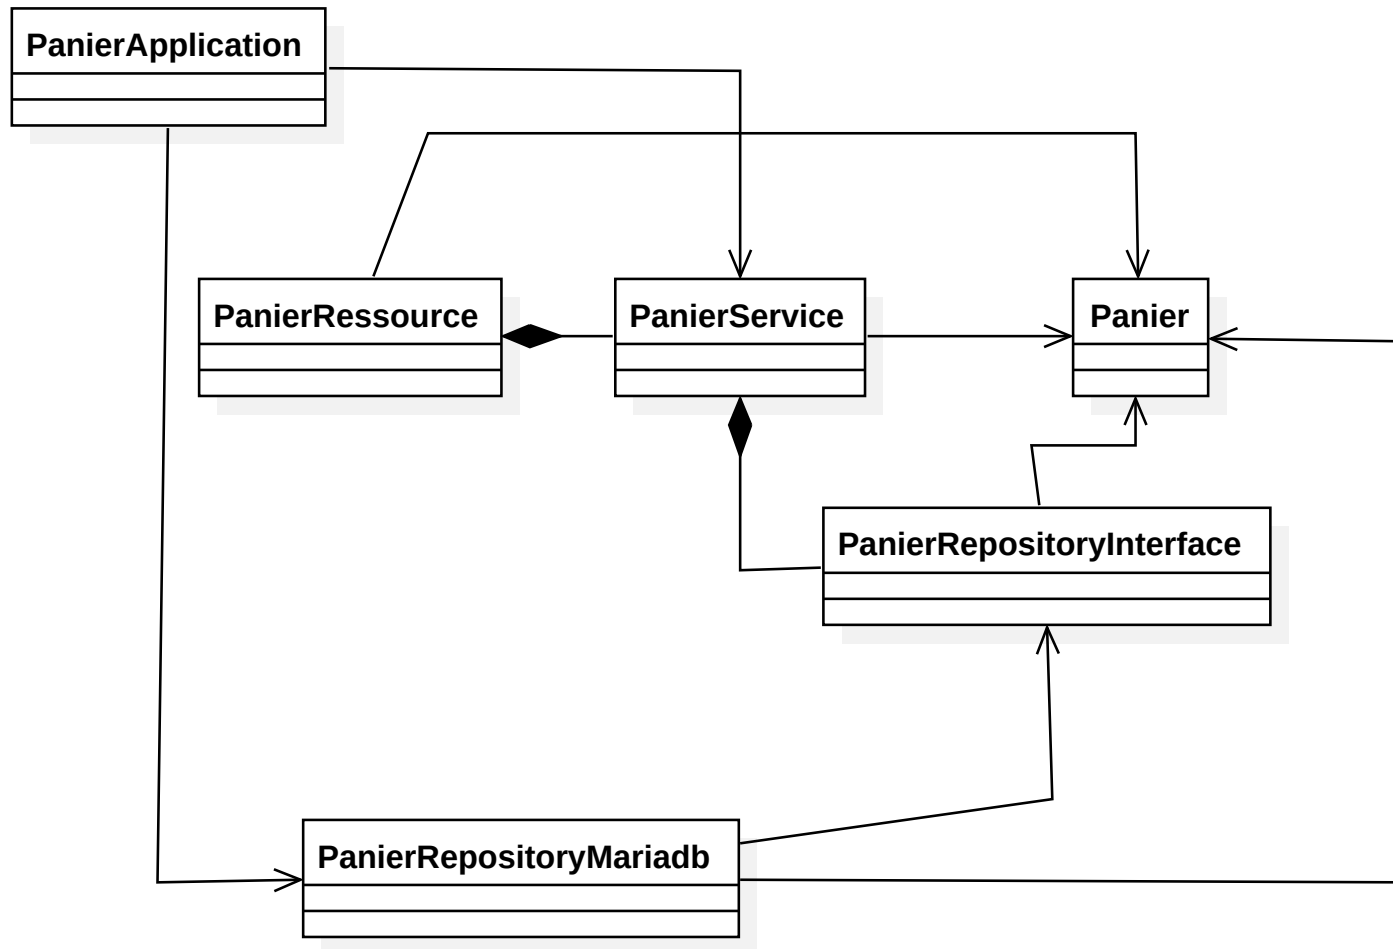 PanierApplication
PanierRessource
PanierService
Panier
PanierRepositoryInterface
PanierRepositoryMariadb